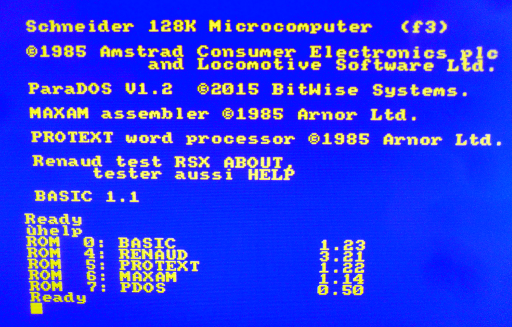 Schneider 128K Microcomputer (f3)
©1985 Amstrad Consumer Electronics plc
and Locomotive Software Ltd.
ParaDOS V1.2 ©2015 BitWise Systems.
MAXAM assembler ©1985 Arnor Ltd.
PROTEXT word processor ©1985 Arnor Ltd.
Renaud test RSX ABOUT,
tester aussi HELP
BASIC 1.1
Ready
ùhelp
ROM 0: BASIC 1.23
ROM 4: RENAUD 3.21
ROM 5: PROTEXT 1.22
ROM 6: MAXAM 1.14
ROM 7: PDOS 0.50
Ready